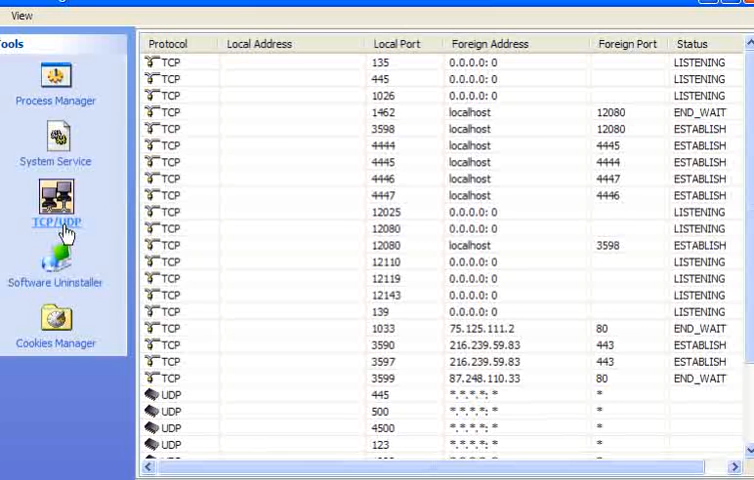 View
Tools
Process Manager
System Service
TCP/UDP
Software Uninstaller
Cookies Manager
Protocol Local Address Local Port Foreign Address Foreign Port Status
TCP 135 0.0.0.0: 0 LISTENING
TCP 445 0.0.0.0: 0 LISTENING
TCP 1026 0.0.0.0: 0 LISTENING
TCP 1462 localhost 12080 END_WAIT
TCP 3598 localhost 12080 ESTABLISH
TCP 4444 localhost 4445 ESTABLISH
TCP 4445 localhost 4444 ESTABLISH
TCP 4446 localhost 4447 ESTABLISH
TCP 4447 localhost 4446 ESTABLISH
TCP 12025 0.0.0.0: 0 LISTENING
TCP 12080 0.0.0.0: 0 LISTENING
TCP 12080 localhost 3598 ESTABLISH
TCP 12110 0.0.0.0: 0 LISTENING
TCP 12119 0.0.0.0: 0 LISTENING
TCP 12143 0.0.0.0: 0 LISTENING
TCP 139 0.0.0.0: 0 LISTENING
TCP 1033 75.125.111.2 80 END_WAIT
TCP 3590 216.239.59.83 443 ESTABLISH
TCP 3597 216.239.59.83 443 ESTABLISH
TCP 3599 87.248.110.33 80 END_WAIT
UDP 445 *.*.*.*: * *
UDP 500 *.*.*.*: * *
UDP 4500 *.*.*.*: * *
UDP 123 *.*.*.*: * *